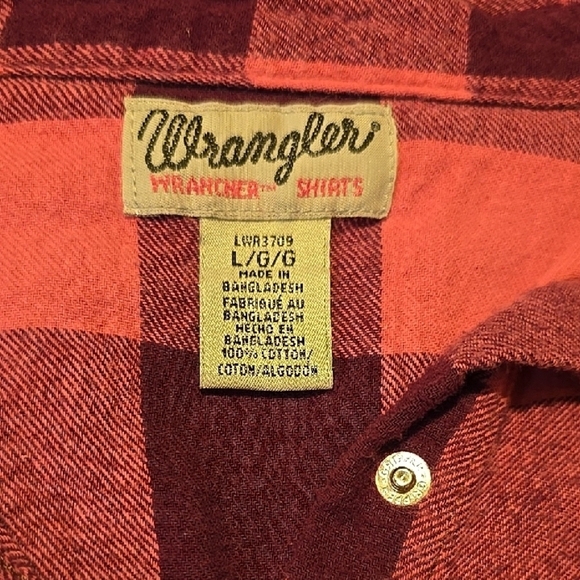 Wrangler®
WRANCHER™ SHIRTS
LWR3709
L/G/G
MADE IN
BANGLADESH
FABRIQUÉ AU
BANGLADESH
HECHO EN
BANGLADESH
100% COTTON/
COTON/ALGODON